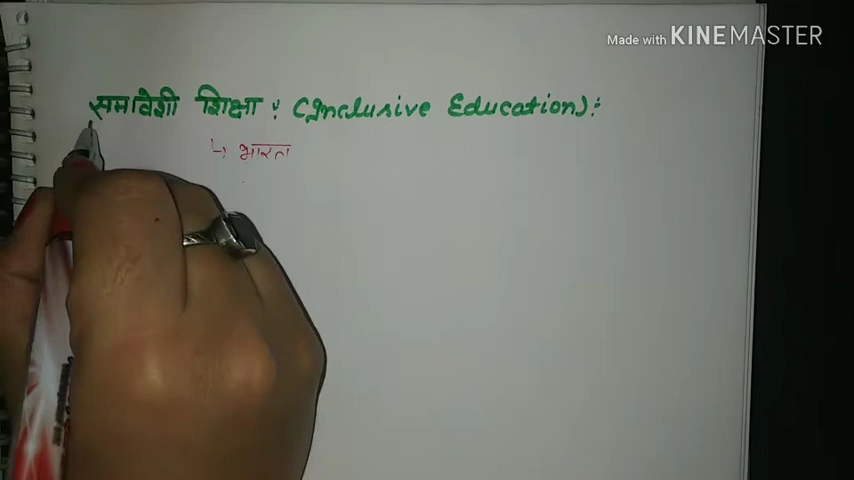 Made with KINEMASTER
समावेशी शिक्षा : (Inclusive Education):
↳ भारत